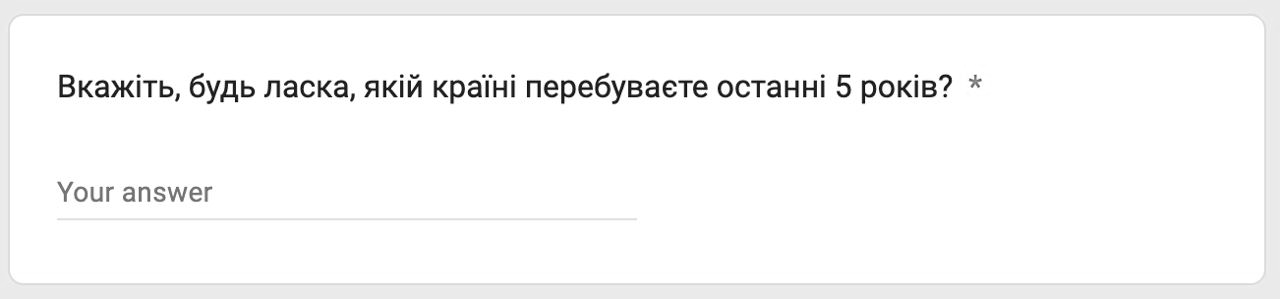 Вкажіть, будь ласка, якій країні перебуваєте останні 5 років? *
Your answer